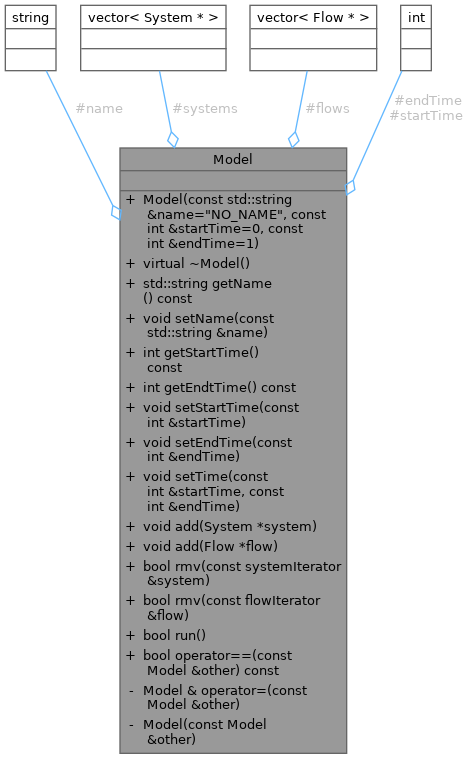 string
vector< System * >
vector< Flow * >
int
#name
#systems
#flows
#endTime
#startTime
Model
+ Model(const std::string
&name="NO_NAME", const
int &startTime=0, const
int &endTime=1)
+ virtual ~Model()
+ std::string getName
() const
+ void setName(const
std::string &name)
+ int getStartTime()
const
+ int getEndtTime() const
+ void setStartTime(const
int &startTime)
+ void setEndTime(const
int &endTime)
+ void setTime(const
int &startTime, const
int &endTime)
+ void add(System *system)
+ void add(Flow *flow)
+ bool rmv(const systemIterator
&system)
+ bool rmv(const flowIterator
&flow)
+ bool run()
+ bool operator==(const
Model &other) const
- Model & operator=(const
Model &other)
- Model(const Model
&other)